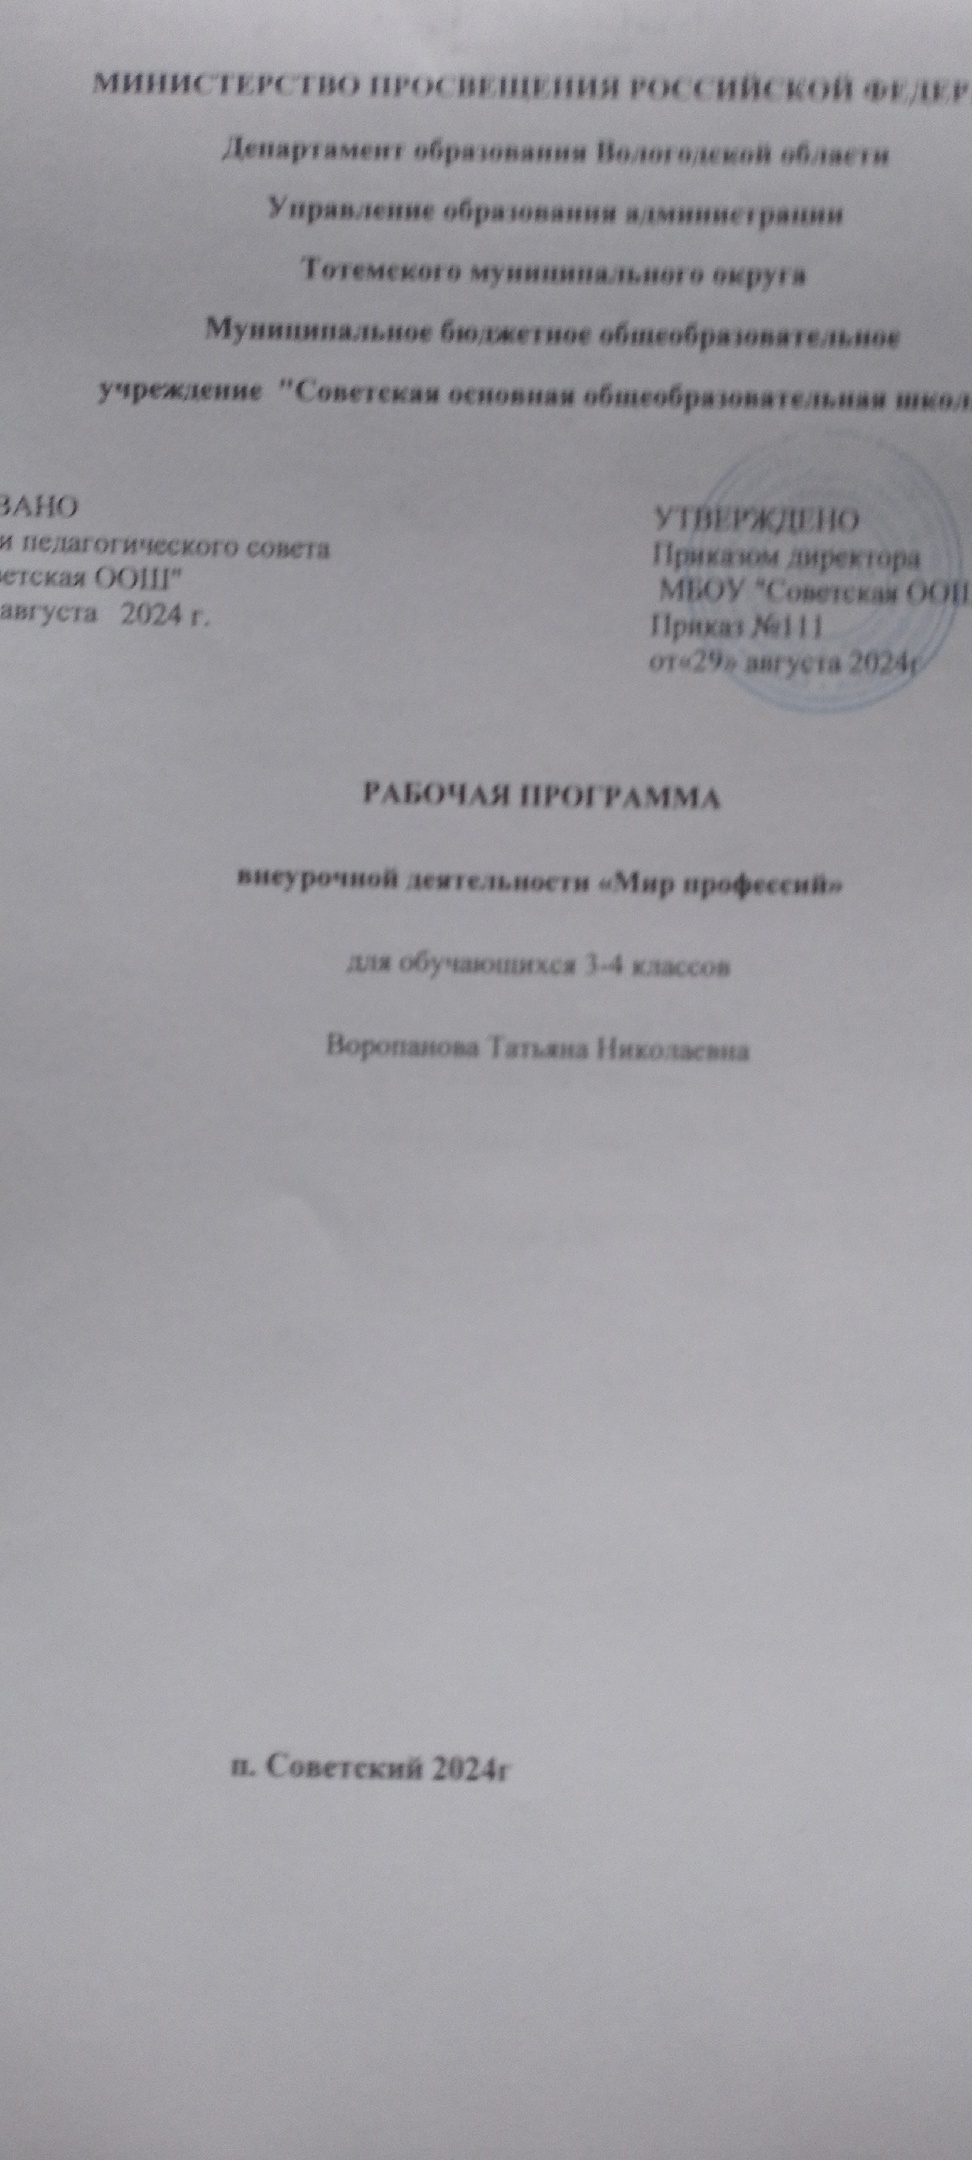 МИНИСТЕРСТВО ПРОСВЕЩЕНИЯ РОССИЙСКОЙ ФЕДЕР
Департамент образования Вологодской области
Управление образования администрации
Тотемского муниципального округа
Муниципальное бюджетное общеобразовательное
учреждение "Советская основная общеобразовательная школ
ВАНО
и педагогического совета
ветская ООШ"
августа 2024 г.
УТВЕРЖДЕНО
Приказом директора
МБОУ "Советская ООШ
Приказ №111
от«29» августа 2024г
РАБОЧАЯ ПРОГРАММА
внеурочной деятельности «Мир профессий»
для обучающихся 3-4 классов
Воропанова Татьяна Николаевна
п. Советский 2024г